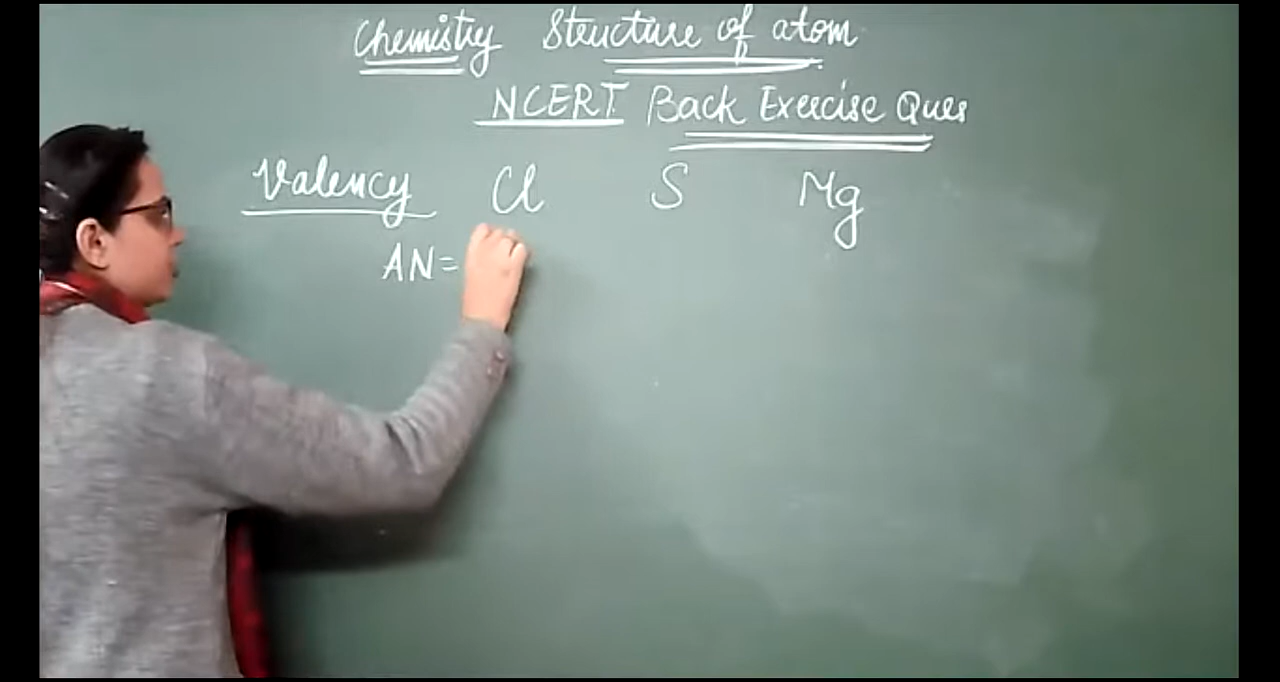 Chemistry Structure of atom
NCERT Back Exercise Ques
Valency Cl S Mg
AN=